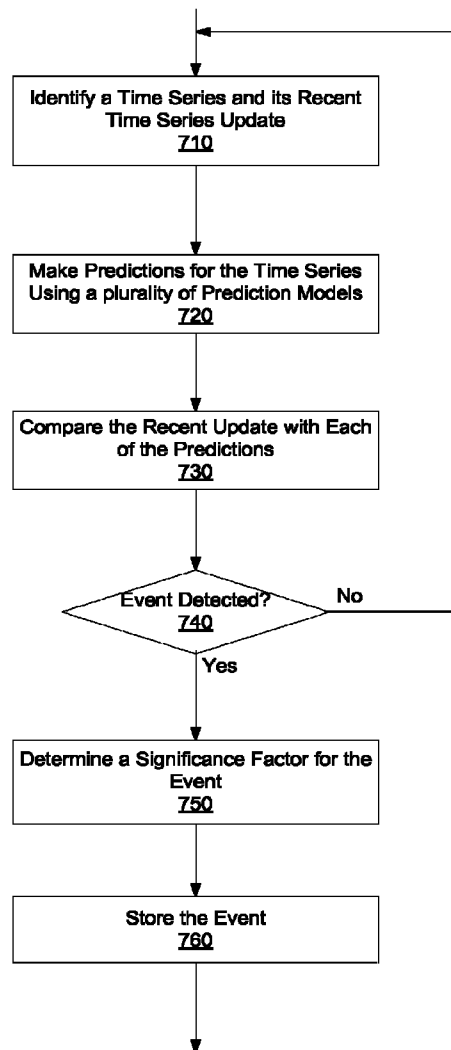 Identify a Time Series and its Recent
Time Series Update
710
Make Predictions for the Time Series
Using a plurality of Prediction Models
720
Compare the Recent Update with Each
of the Predictions
730
Event Detected?
740
No
Yes
Determine a Significance Factor for the
Event
750
Store the Event
760